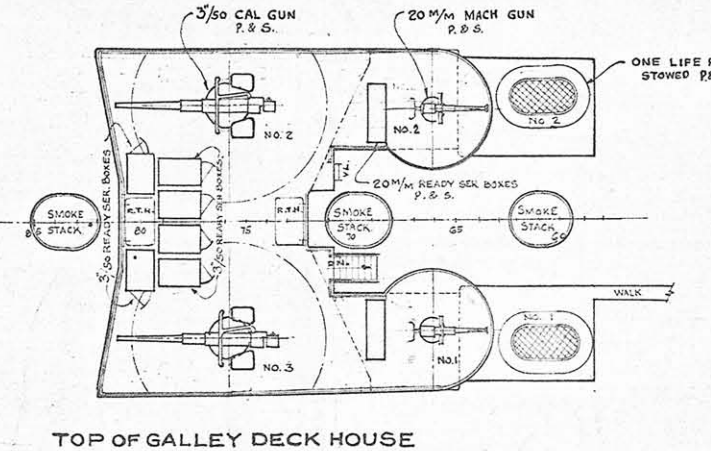 3"/50 CAL GUN
P. & S.
20 M/M MACH GUN
P. & S.
ONE LIFE
STOWED
NO. 2
NO. 2
NO. 2
3"/50 READY SER BOXES
3"/50 READY SER BOXES
V.L.
20 M/M READY SER BOXES
P. & S.
SMOKE
STACK
R.T.H.
80
75
R.T.H.
SMOKE
STACK
70
65
SMOKE
STACK
60
DN.
WALK
NO. 3
NO. 1
NO. 1
TOP OF GALLEY DECK HOUSE